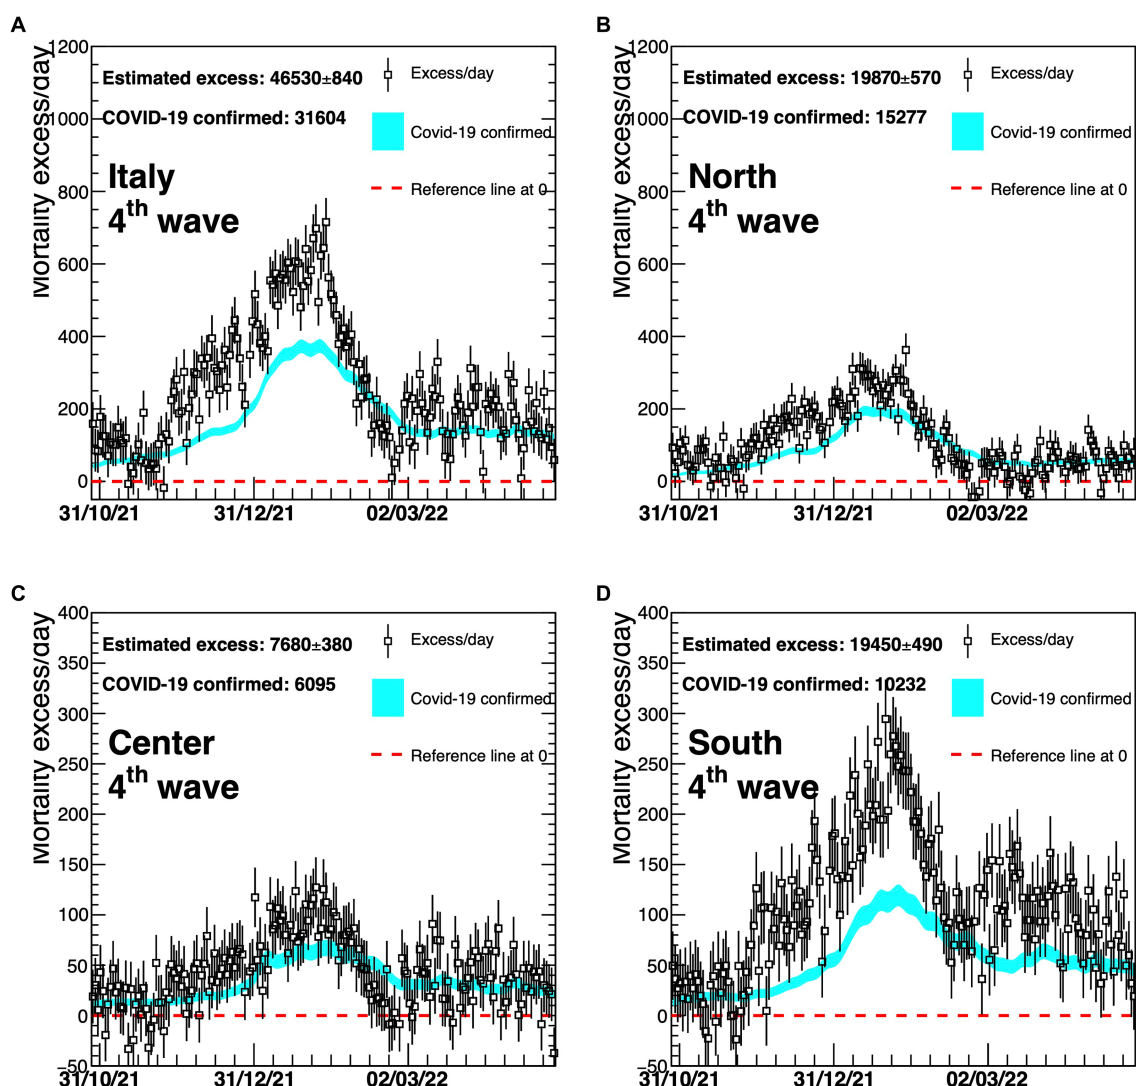 A
Mortality excess/day
1200
1000
800
600
400
200
0
Estimated excess: 46530±840
COVID-19 confirmed: 31604
Italy
4th wave
Excess/day
Covid-19 confirmed
Reference line at 0
31/10/21 31/12/21 02/03/22
B
Mortality excess/day
1200
1000
800
600
400
200
0
Estimated excess: 19870±570
COVID-19 confirmed: 15277
North
4th wave
Excess/day
Covid-19 confirmed
Reference line at 0
31/10/21 31/12/21 02/03/22
C
Mortality excess/day
400
350
300
250
200
150
100
50
0
−50
Estimated excess: 7680±380
COVID-19 confirmed: 6095
Center
4th wave
Excess/day
Covid-19 confirmed
Reference line at 0
31/10/21 31/12/21 02/03/22
D
Mortality excess/day
400
350
300
250
200
150
100
50
0
−50
Estimated excess: 19450±490
COVID-19 confirmed: 10232
South
4th wave
Excess/day
Covid-19 confirmed
Reference line at 0
31/10/21 31/12/21 02/03/22